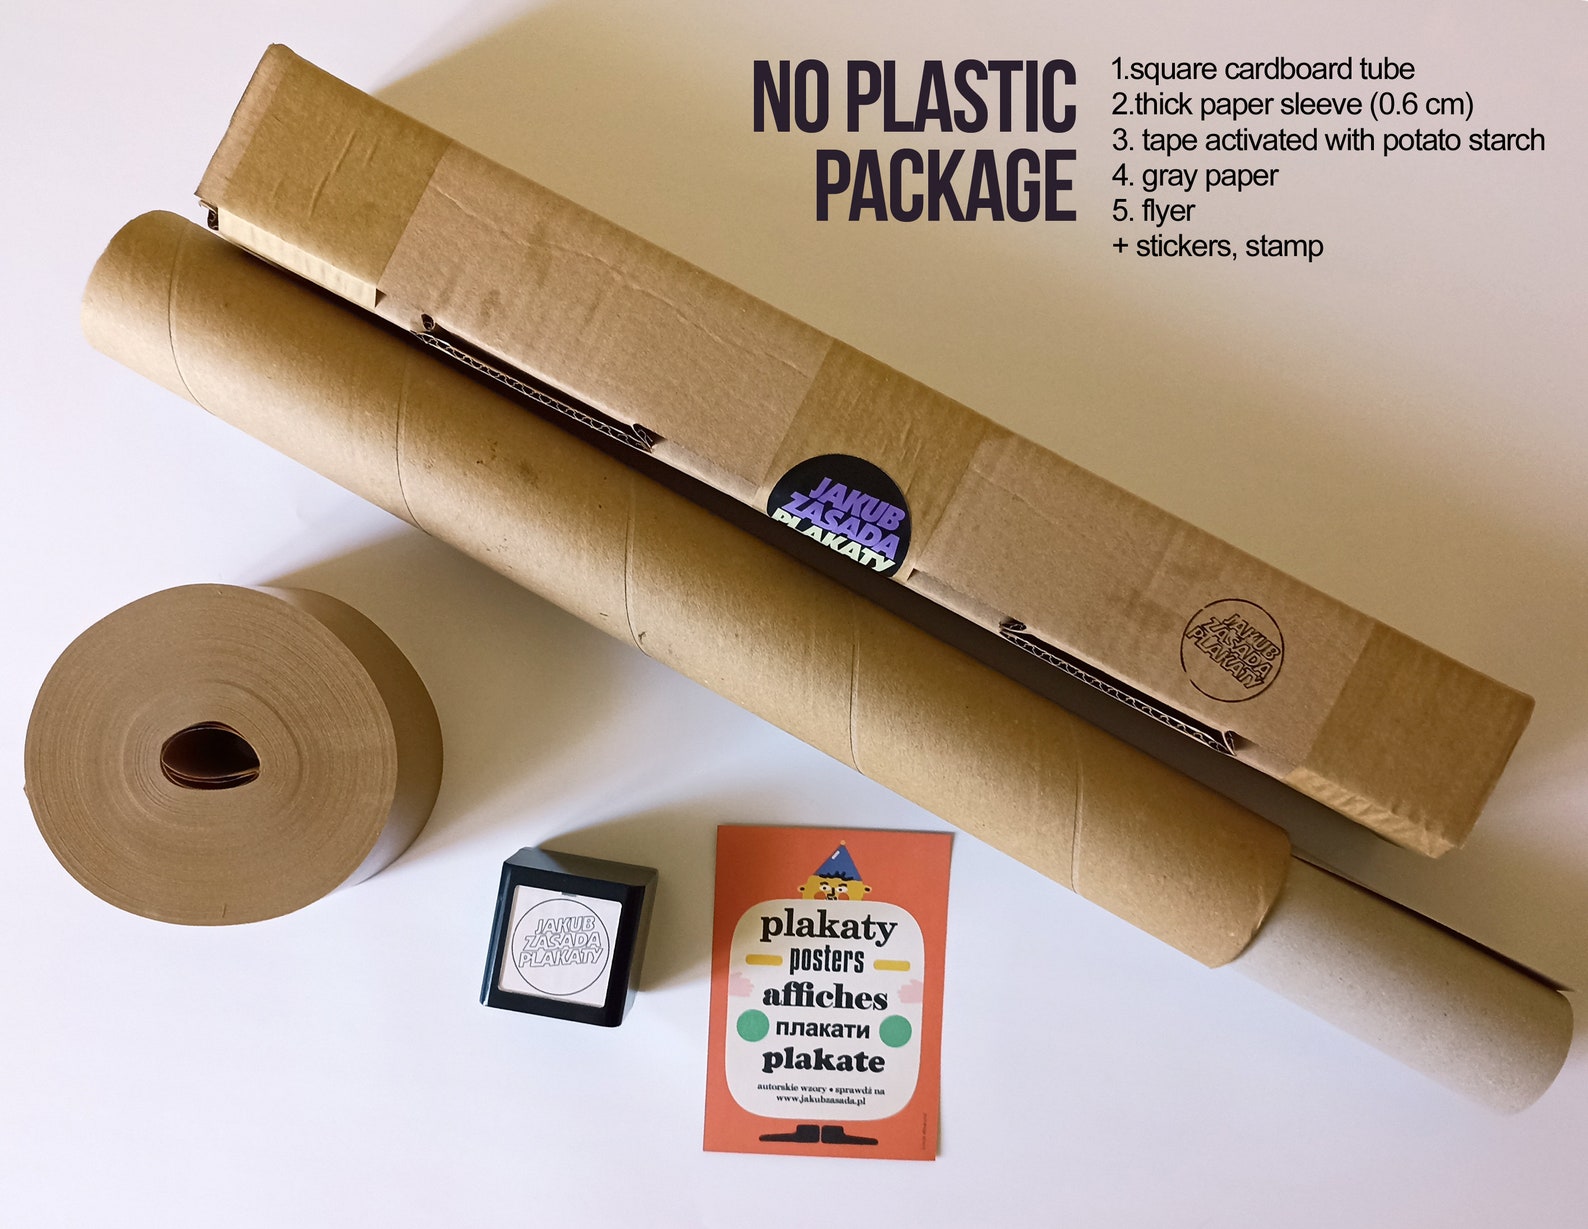 NO PLASTIC
PACKAGE
1.square cardboard tube
2.thick paper sleeve (0.6 cm)
3. tape activated with potato starch
4. gray paper
5. flyer
+ stickers, stamp
JAKUB
ZASADA
PLAKATY
JAKUB
ZASADA
PLAKATY
JAKUB
ZASADA
PLAKATY
plakaty
posters
affiches
плакати
plakate
autorskie wzory • sprawdź na
www.jakubzasada.pl